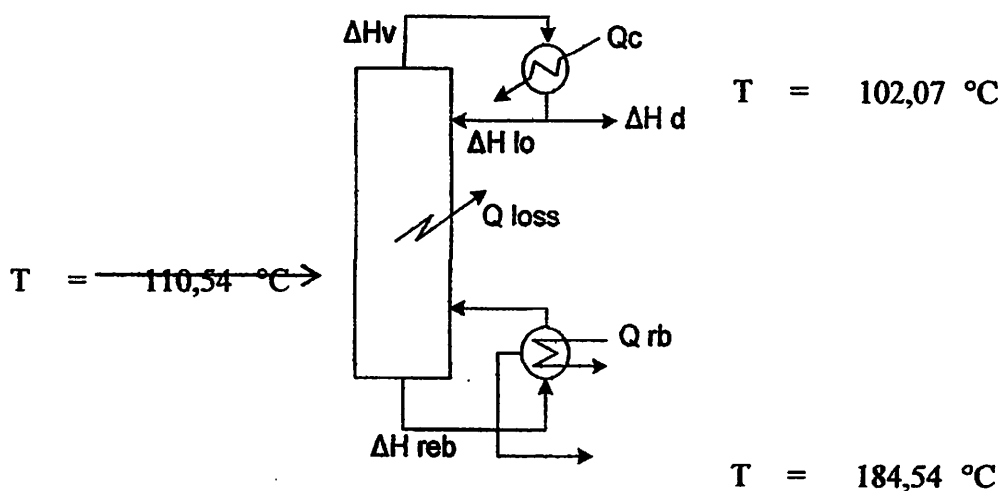 ΔHv
Qc
T = 102,07 °C
ΔH d
ΔH lo
Q loss
T = 110,54 °C
Q rb
ΔH reb
T = 184,54 °C